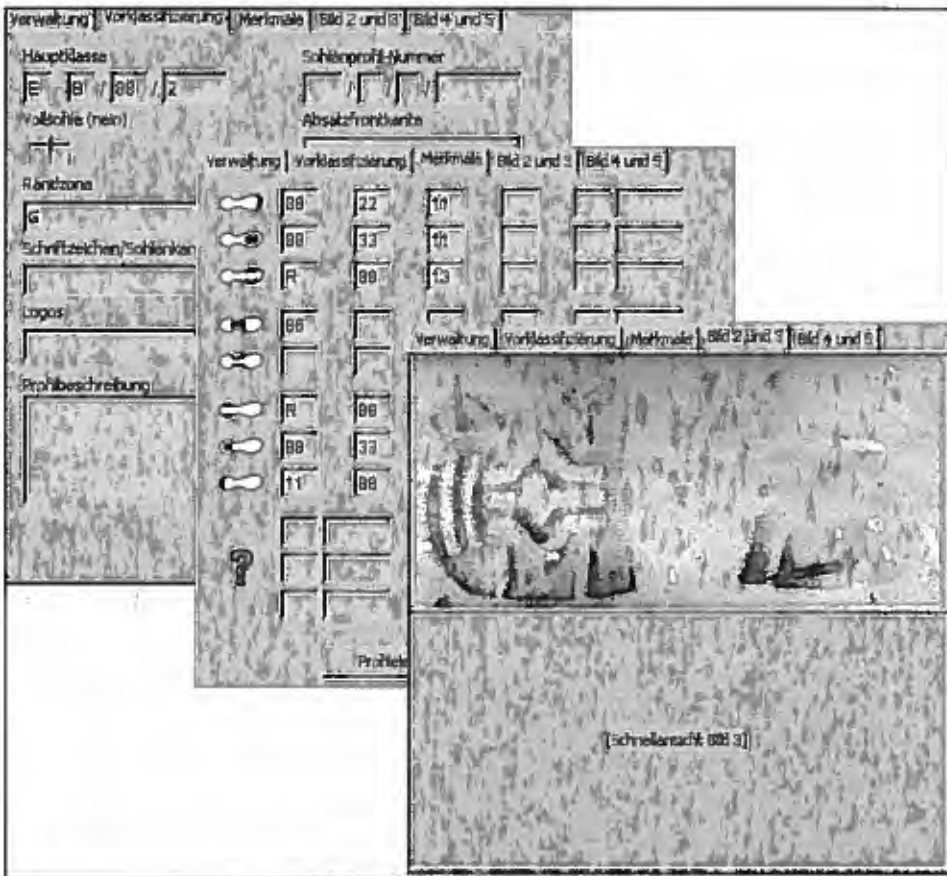 Verwaltung Vorklassifizierung Merkmale Bild 2 und 3 Bild 4 und 5
Hauptklasse
E B / 88 / 2
Sohlenprofil-Nummer
/ / /
Vollsohle (nein)
Absatzfrontkante
Randzone
G
Schriftzeichen/Sohlenkan
Logos
Profilbeschreibung
Verwaltung Vorklassifizierung Merkmale Bild 2 und 3 Bild 4 und 5
88 22 11
88 33 11
R 88 13
86
R 88
88 33
11 88
?
Verwaltung Vorklassifizierung Merkmale Bild 2 und 3 Bild 4 und 5
[Schnellansicht: Bild 3]